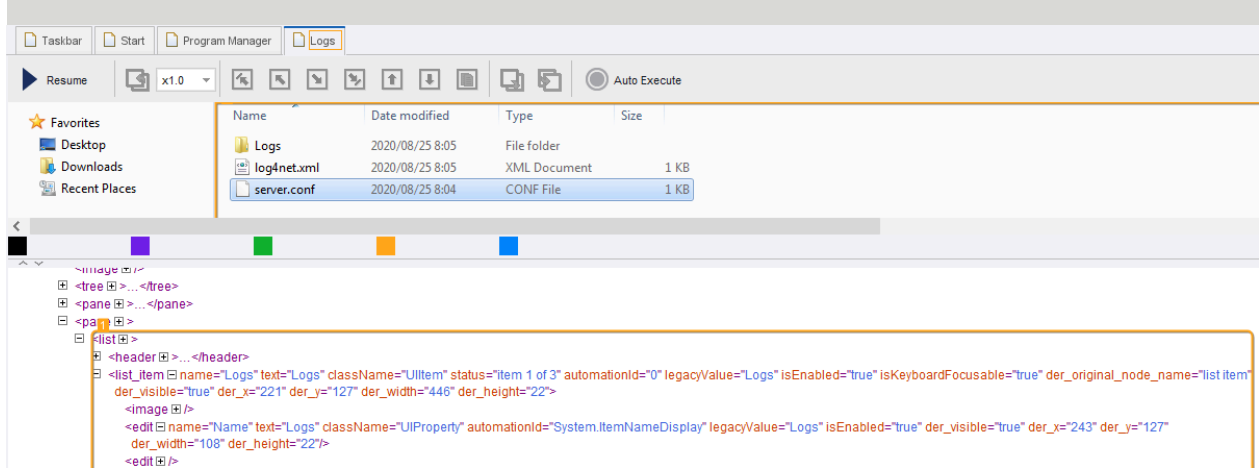 Taskbar Start Program Manager Logs
Resume x1.0 Auto Execute
Favorites
Desktop
Downloads
Recent Places
Name Date modified Type Size
Logs 2020/08/25 8:05 File folder
log4net.xml 2020/08/25 8:05 XML Document 1 KB
server.conf 2020/08/25 8:04 CONF File 1 KB
<image/>
<tree>...</tree>
<pane>...</pane>
<pane>
1
<list>
<header>...</header>
<list_item name="Logs" text="Logs" className="UIItem" status="item 1 of 3" automationId="0" legacyValue="Logs" isEnabled="true" isKeyboardFocusable="true" der_original_node_name="list item"
der_visible="true" der_x="221" der_y="127" der_width="446" der_height="22">
<image/>
<edit name="Name" text="Logs" className="UIProperty" automationId="System.ItemNameDisplay" legacyValue="Logs" isEnabled="true" der_visible="true" der_x="243" der_y="127"
der_width="108" der_height="22"/>
<edit/>